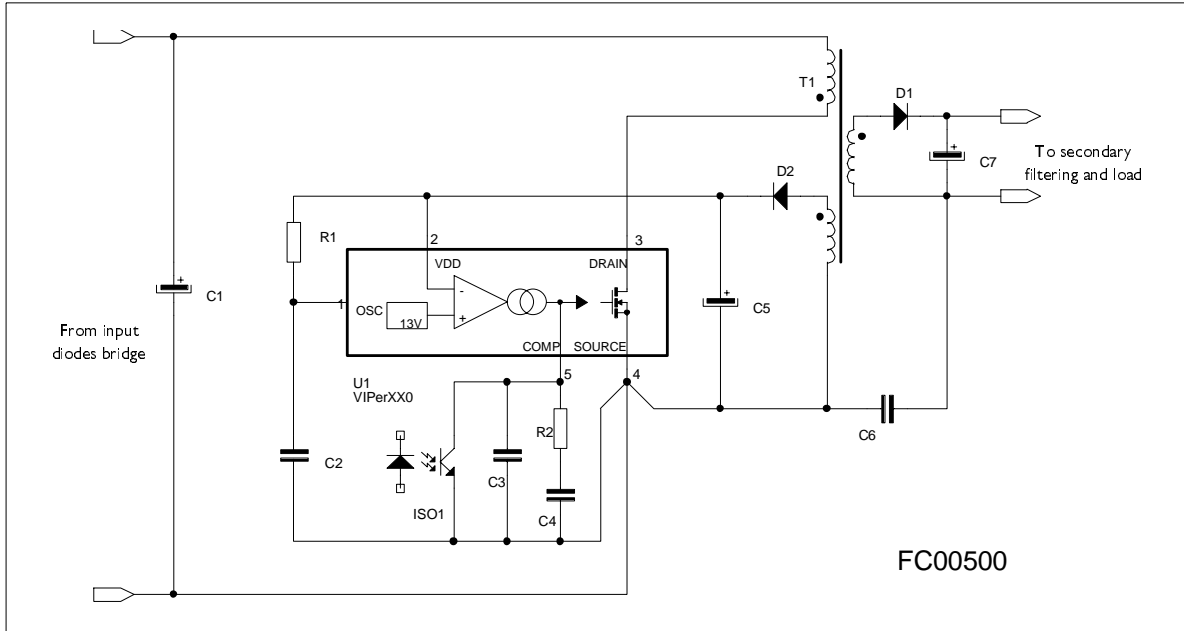 T1
D1
C7
To secondary
filtering and load
D2
R1
2
3
VDD
DRAIN
1
-
+
OSC
13V
COMP
SOURCE
+
C1
+
C5
+
From input
diodes bridge
U1
VIPerXX0
5
4
R2
C6
C2
ISO1
C3
C4
FC00500